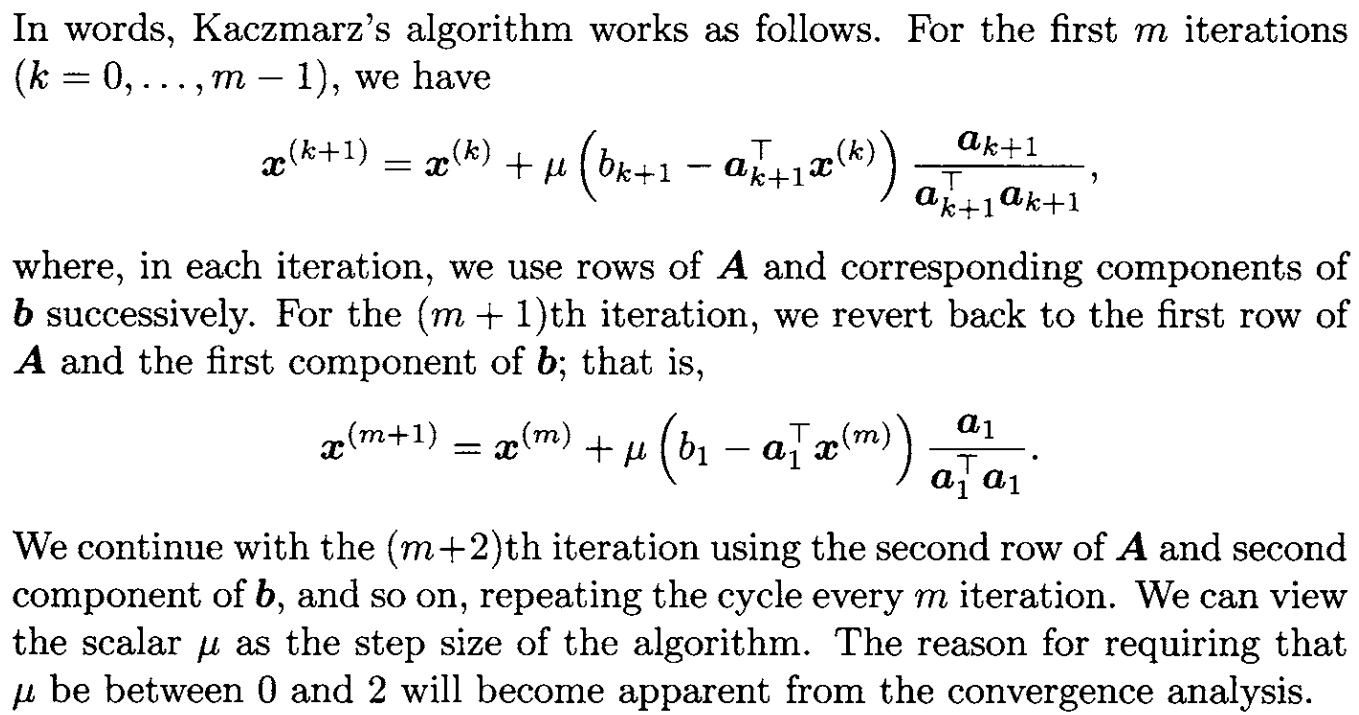 In words, Kaczmarz's algorithm works as follows. For the first m iterations
(k = 0, . . . , m − 1), we have
x^{(k+1)} = x^{(k)} + μ ( b_{k+1} − a_{k+1}^⊤ x^{(k)} ) \frac{a_{k+1}}{a_{k+1}^⊤ a_{k+1}},
where, in each iteration, we use rows of A and corresponding components of
b successively. For the (m + 1)th iteration, we revert back to the first row of
A and the first component of b; that is,
x^{(m+1)} = x^{(m)} + μ ( b_1 − a_1^⊤ x^{(m)} ) \frac{a_1}{a_1^⊤ a_1}.
We continue with the (m+2)th iteration using the second row of A and second
component of b, and so on, repeating the cycle every m iteration. We can view
the scalar μ as the step size of the algorithm. The reason for requiring that
μ be between 0 and 2 will become apparent from the convergence analysis.